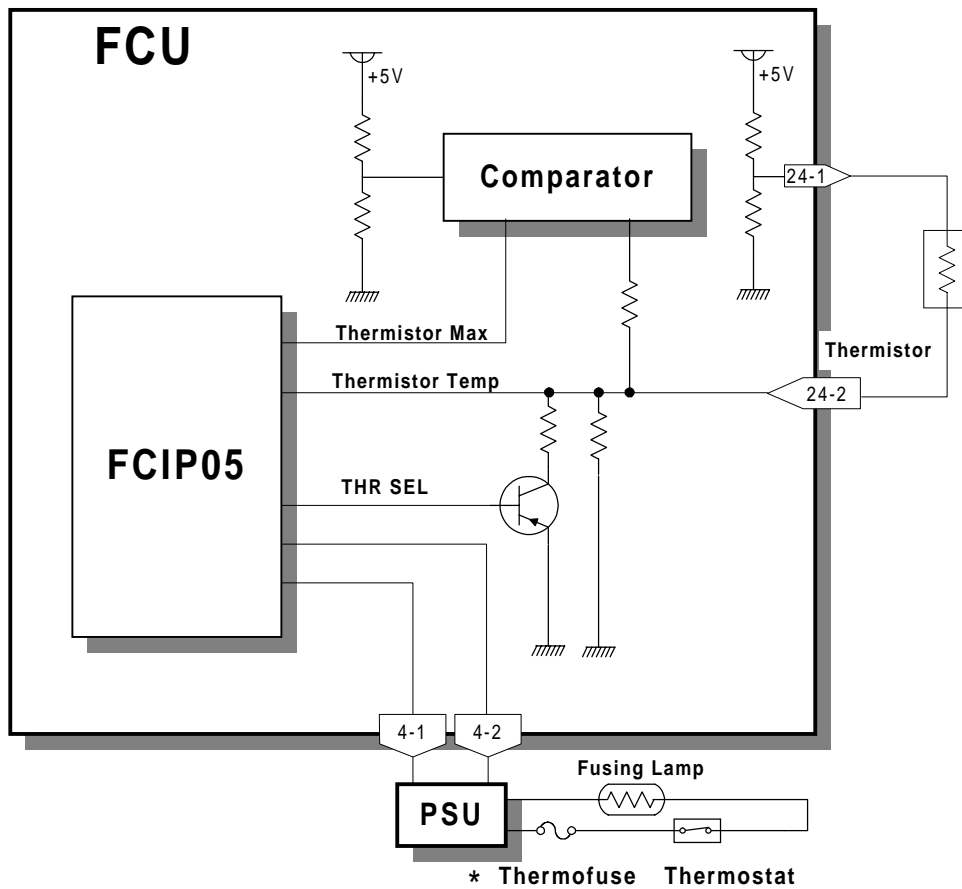 FCU
+5V
+5V
Comparator
24-1
Thermistor Max
Thermistor
Thermistor Temp
24-2
FCIP05
THR SEL
4-1
4-2
Fusing Lamp
PSU
* Thermofuse Thermostat